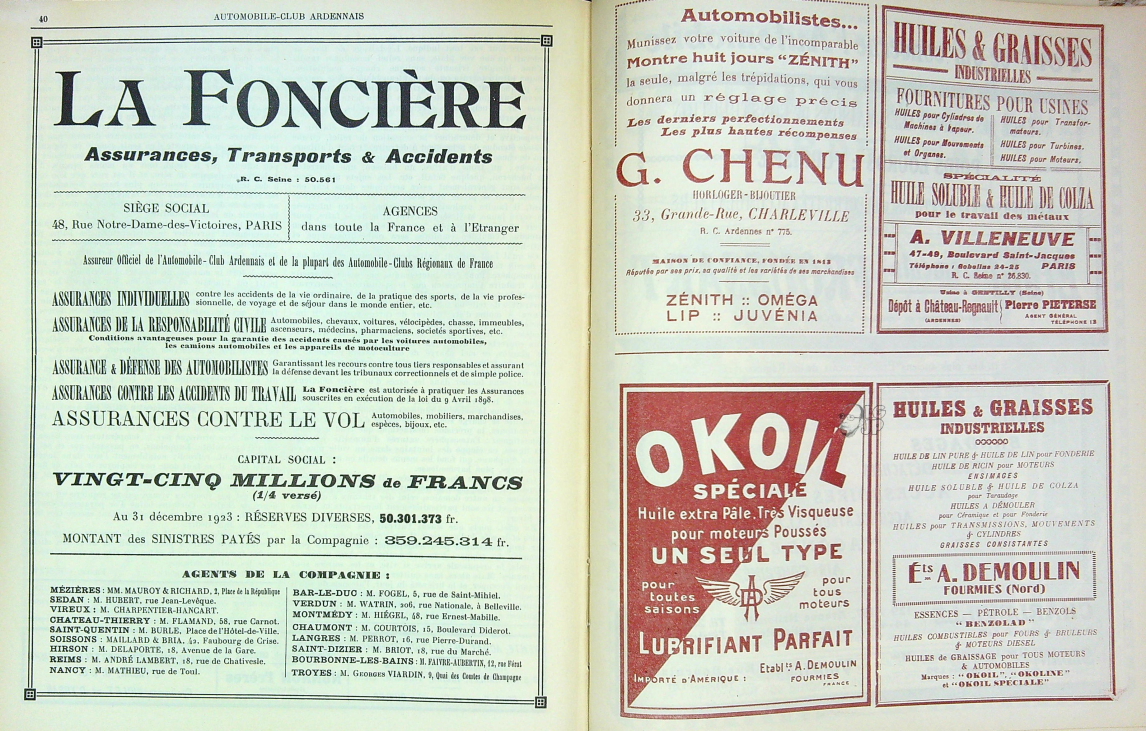 40
AUTOMOBILE-CLUB ARDENNAIS
LA FONCIÈRE
Assurances, Transports & Accidents
R. C. Seine : 50.561
SIÈGE SOCIAL
48, Rue Notre-Dame-des-Victoires, PARIS
AGENCES
dans toute la France et à l'Etranger
Assureur Officiel de l'Automobile-Club Ardennais et de la plupart des Automobile-Clubs Régionaux de France
ASSURANCES INDIVIDUELLES contre les accidents de la vie ordinaire, de la pratique des sports, de la vie profes-
sionnelle, de voyage et de séjour dans le monde entier, etc.
ASSURANCES DE LA RESPONSABILITÉ CIVILE Automobiles, chevaux, voitures, vélocipèdes, chasse, immeubles,
ascenseurs, médecins, pharmaciens, sociétés sportives, etc.
Conditions avantageuses pour la garantie des accidents causés par les voitures automobiles,
les camions automobiles et les appareils de motoculture
ASSURANCE & DÉFENSE DES AUTOMOBILISTES Garantissant les recours contre tous tiers responsables et assurant
la défense devant les tribunaux correctionnels et de simple police.
ASSURANCES CONTRE LES ACCIDENTS DU TRAVAIL La Foncière est autorisée à pratiquer les Assurances
souscrites en exécution de la loi du 9 Avril 1898.
ASSURANCES CONTRE LE VOL Automobiles, mobiliers, marchandises,
espèces, bijoux, etc.
CAPITAL SOCIAL :
VINGT-CINQ MILLIONS de FRANCS
(1/4 versé)
Au 31 décembre 1923 : RÉSERVES DIVERSES, 50.301.373 fr.
MONTANT des SINISTRES PAYÉS par la Compagnie : 359.245.314 fr.
AGENTS DE LA COMPAGNIE :
MÉZIÈRES : MM. MAUROY & RICHARD, 2, Place de la République
SEDAN : M. HUBERT, rue Jean-Levêque.
VIREUX : M. CHARPENTIER-HANCART.
CHATEAU-THIERRY : M. FLAMAND, 58, rue Carnot.
SAINT-QUENTIN : M. BURLE, Place de l'Hôtel-de-Ville.
SOISSONS : MAILLARD & BRIA, 42, Faubourg de Crise.
HIRSON : M. DELAPORTE, 18, Avenue de la Gare.
REIMS : M. ANDRÉ LAMBERT, 18, rue de Chativesle.
NANCY : M. MATHIEU, rue de Toul.
BAR-LE-DUC : M. FOGEL, 5, rue de Saint-Mihiel.
VERDUN : M. WATRIN, 206, rue Nationale, à Belleville.
MONTMÉDY : M. HIÉGEL, 48, rue Ernest-Mabille.
CHAUMONT : M. COURTOIS, 15, Boulevard Diderot.
LANGRES : M. PERROT, 16, rue Pierre-Durand.
SAINT-DIZIER : M. BRIOT, 18, rue du Marché.
BOURBONNE-LES-BAINS : M. FAIVRE-AUBERTIN, 12, rue Férat
TROYES : M. GEORGES VIARDIN, 9, Quai des Comtes de Champagne
Automobilistes...
Munissez votre voiture de l'incomparable
Montre huit jours "ZÉNITH"
la seule, malgré les trépidations, qui vous
donnera un réglage précis
Les derniers perfectionnements
Les plus hautes récompenses
G. CHENU
HORLOGER-BIJOUTIER
33, Grande-Rue, CHARLEVILLE
R. C. Ardennes n° 775.
MAISON DE CONFIANCE, FONDÉE EN 1813
Réputée par ses prix, sa qualité et les variétés de ses marchandises
ZÉNITH :: OMÉGA
LIP :: JUVÉNIA
HUILES & GRAISSES
INDUSTRIELLES
FOURNITURES POUR USINES
HUILES pour Cylindres de
Machines à Vapeur.
HUILES pour Mouvements
et Organes.
HUILES pour Transfor-
mateurs.
HUILES pour Turbines.
HUILES pour Moteurs.
SPÉCIALITÉ
HUILE SOLUBLE & HUILE DE COLZA
pour le travail des métaux
A. VILLENEUVE
47-49, Boulevard Saint-Jacques
Téléphone : Gobelins 24-25 PARIS
R. C. Seine n° 26.830.
Usine à GENTILLY (Seine)
Dépôt à Château-Regnault
(ARDENNES)
Pierre PIETERSE
AGENT GÉNÉRAL
TÉLÉPHONE 13
OKOIL
SPÉCIALE
Huile extra Pâle, Très Visqueuse
pour moteurs Poussés
UN SEUL TYPE
pour
toutes
saisons
pour
tous
moteurs
LUBRIFIANT PARFAIT
IMPORTÉ D'AMÉRIQUE :
Etablts A. DEMOULIN
FOURMIES
FRANCE
HUILES & GRAISSES
INDUSTRIELLES
HUILE DE LIN PURE & HUILE DE LIN pour FONDERIE
HUILE DE RICIN pour MOTEURS
ENSIMAGES
HUILE SOLUBLE & HUILE DE COLZA
pour Taraudage
HUILES A DÉMOULER
pour Céramique et pour Fonderie
HUILES pour TRANSMISSIONS, MOUVEMENTS
& CYLINDRES
GRAISSES CONSISTANTES
Éts A. DEMOULIN
FOURMIES (Nord)
ESSENCES - PÉTROLE - BENZOLS
"BENZOLAD"
HUILES COMBUSTIBLES pour FOURS & BRULEURS
& MOTEURS DIESEL
HUILES de GRAISSAGE pour TOUS MOTEURS
& AUTOMOBILES
Marques : "OKOIL", "OKOLINE"
et "OKOIL SPÉCIALE"